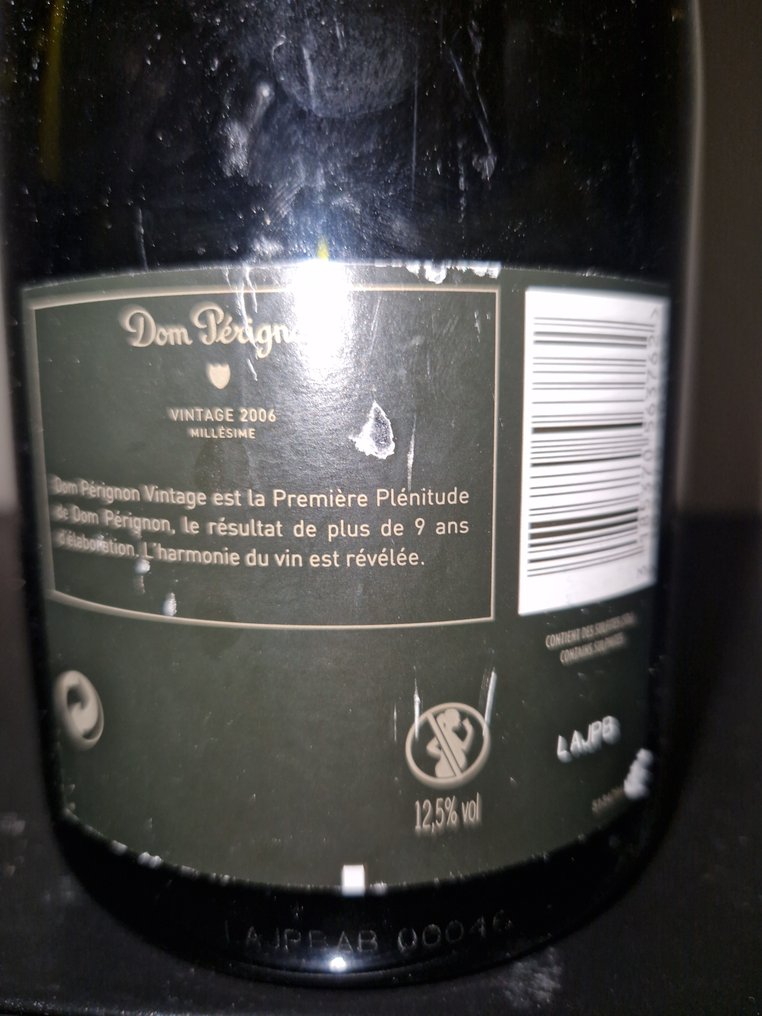 Dom Pérign
VINTAGE 2006
MILLÉSIME
Dom Pérignon Vintage est la Première Plénitude
de Dom Pérignon, le résultat de plus de 9 ans
d'élaboration. L'harmonie du vin est révélée.
CONTIENT DES SULFITES
CONTAINS SULPHITES
LAJPB
12,5% vol
LAJPBAB 00046